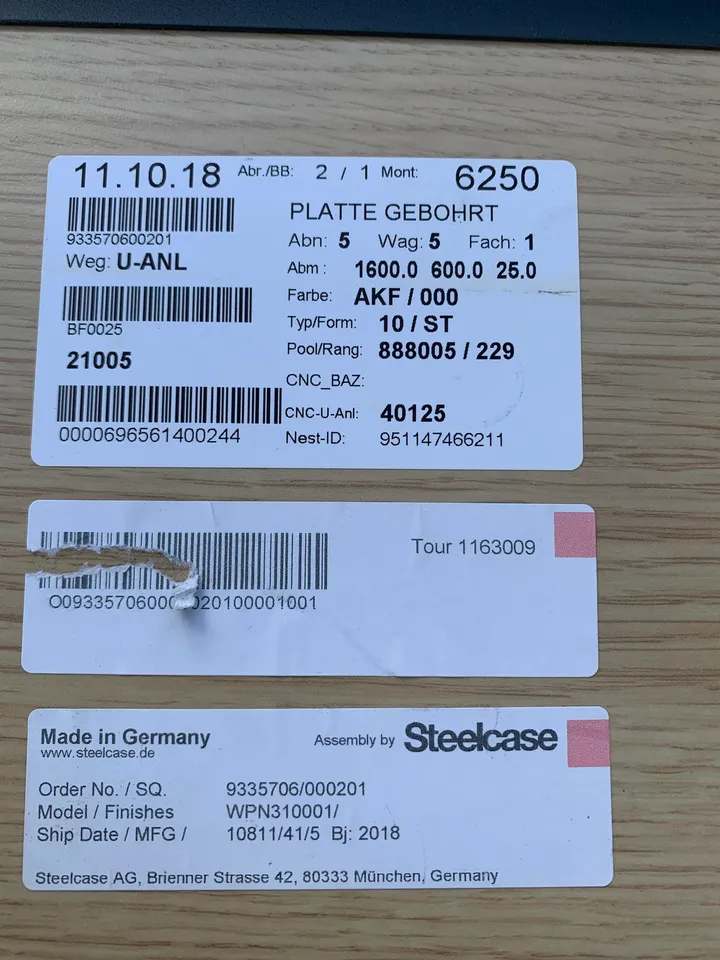 11.10.18 Abr./BB: 2 / 1 Mont: 6250
933570600201
PLATTE GEBOHRT
Weg: U-ANL
Abn: 5 Wag: 5 Fach: 1
Abm : 1600.0 600.0 25.0
Farbe: AKF / 000
BF0025
Typ/Form: 10 / ST
21005
Pool/Rang: 888005 / 229
CNC_BAZ:
CNC-U-Anl: 40125
0000696561400244
Nest-ID: 951147466211
Tour 1163009
Made in Germany
www.steelcase.de
Assembly by Steelcase
Order No. / SQ. 9335706/000201
Model / Finishes WPN310001/
Ship Date / MFG / 10811/41/5 Bj: 2018
Steelcase AG, Brienner Strasse 42, 80333 München, Germany